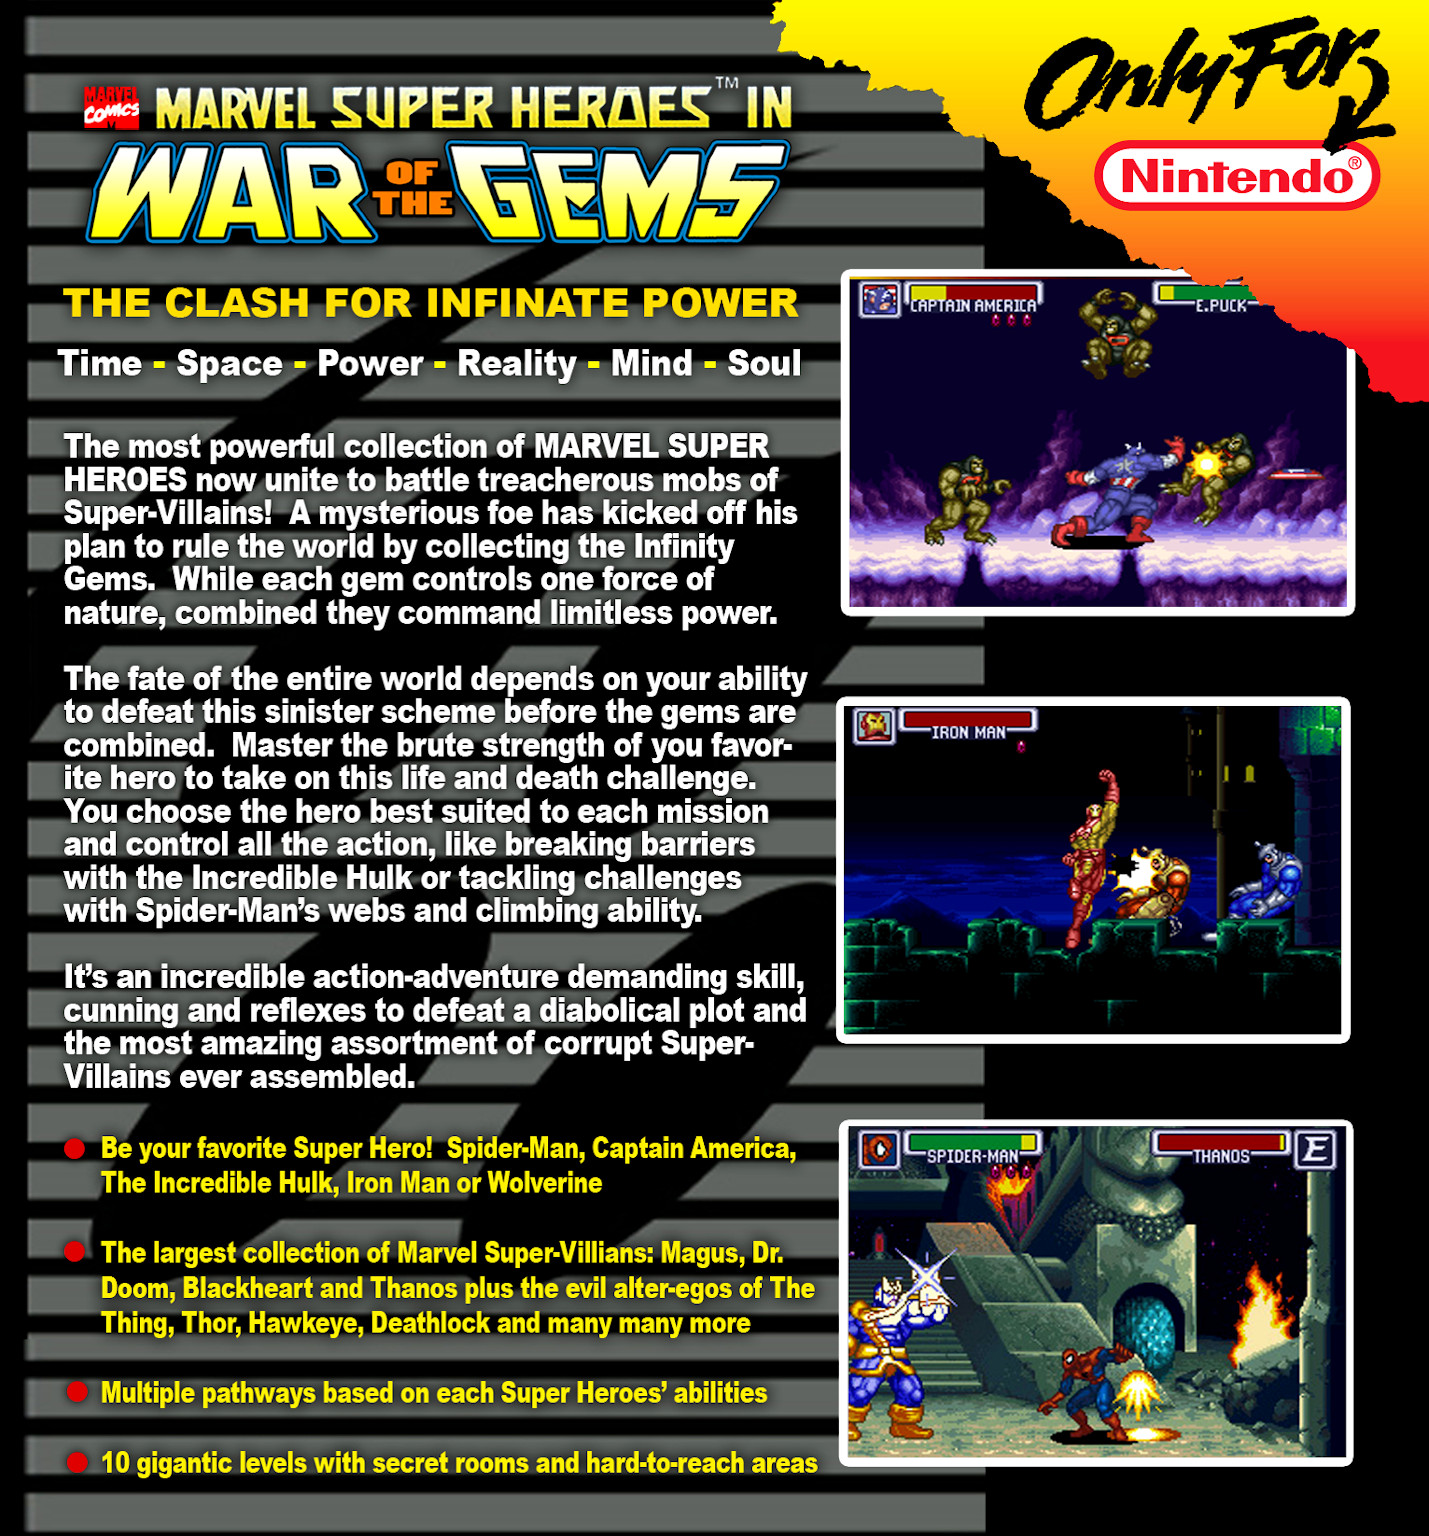 Only For
Nintendo®
MARVEL COMICS
MARVEL SUPER HEROES™ IN
WAR OF THE GEMS
THE CLASH FOR INFINATE POWER
Time - Space - Power - Reality - Mind - Soul
The most powerful collection of MARVEL SUPER
HEROES now unite to battle treacherous mobs of
Super-Villains!  A mysterious foe has kicked off his
plan to rule the world by collecting the Infinity
Gems.  While each gem controls one force of
nature, combined they command limitless power.
The fate of the entire world depends on your ability
to defeat this sinister scheme before the gems are
combined.  Master the brute strength of you favor-
ite hero to take on this life and death challenge.
You choose the hero best suited to each mission
and control all the action, like breaking barriers
with the Incredible Hulk or tackling challenges
with Spider-Man’s webs and climbing ability.
It’s an incredible action-adventure demanding skill,
cunning and reflexes to defeat a diabolical plot and
the most amazing assortment of corrupt Super-
Villains ever assembled.
Be your favorite Super Hero!  Spider-Man, Captain America,
The Incredible Hulk, Iron Man or Wolverine
The largest collection of Marvel Super-Villians: Magus, Dr.
Doom, Blackheart and Thanos plus the evil alter-egos of The
Thing, Thor, Hawkeye, Deathlock and many many more
Multiple pathways based on each Super Heroes’ abilities
10 gigantic levels with secret rooms and hard-to-reach areas
CAPTAIN AMERICA
E.PUCK
IRON MAN
SPIDER-MAN
THANOS
E